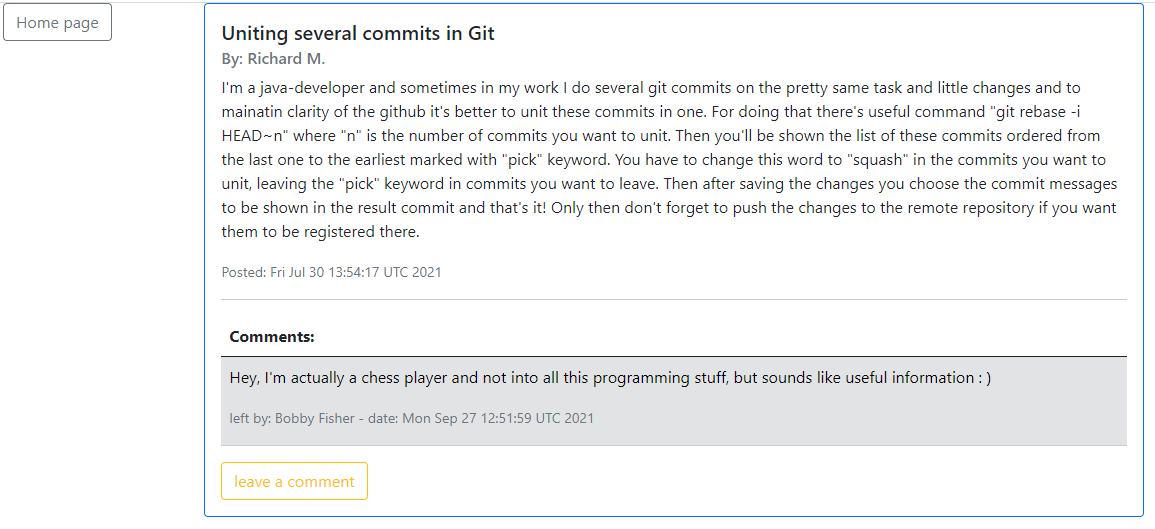 Home page
Uniting several commits in Git
By: Richard M.
I'm a java-developer and sometimes in my work I do several git commits on the pretty same task and little changes and to
mainatin clarity of the github it's better to unit these commits in one. For doing that there's useful command "git rebase -i
HEAD~n" where "n" is the number of commits you want to unit. Then you'll be shown the list of these commits ordered from
the last one to the earliest marked with "pick" keyword. You have to change this word to "squash" in the commits you want to
unit, leaving the "pick" keyword in commits you want to leave. Then after saving the changes you choose the commit messages
to be shown in the result commit and that's it! Only then don't forget to push the changes to the remote repository if you want
them to be registered there.
Posted: Fri Jul 30 13:54:17 UTC 2021
Comments:
Hey, I'm actually a chess player and not into all this programming stuff, but sounds like useful information : )
left by: Bobby Fisher - date: Mon Sep 27 12:51:59 UTC 2021
leave a comment